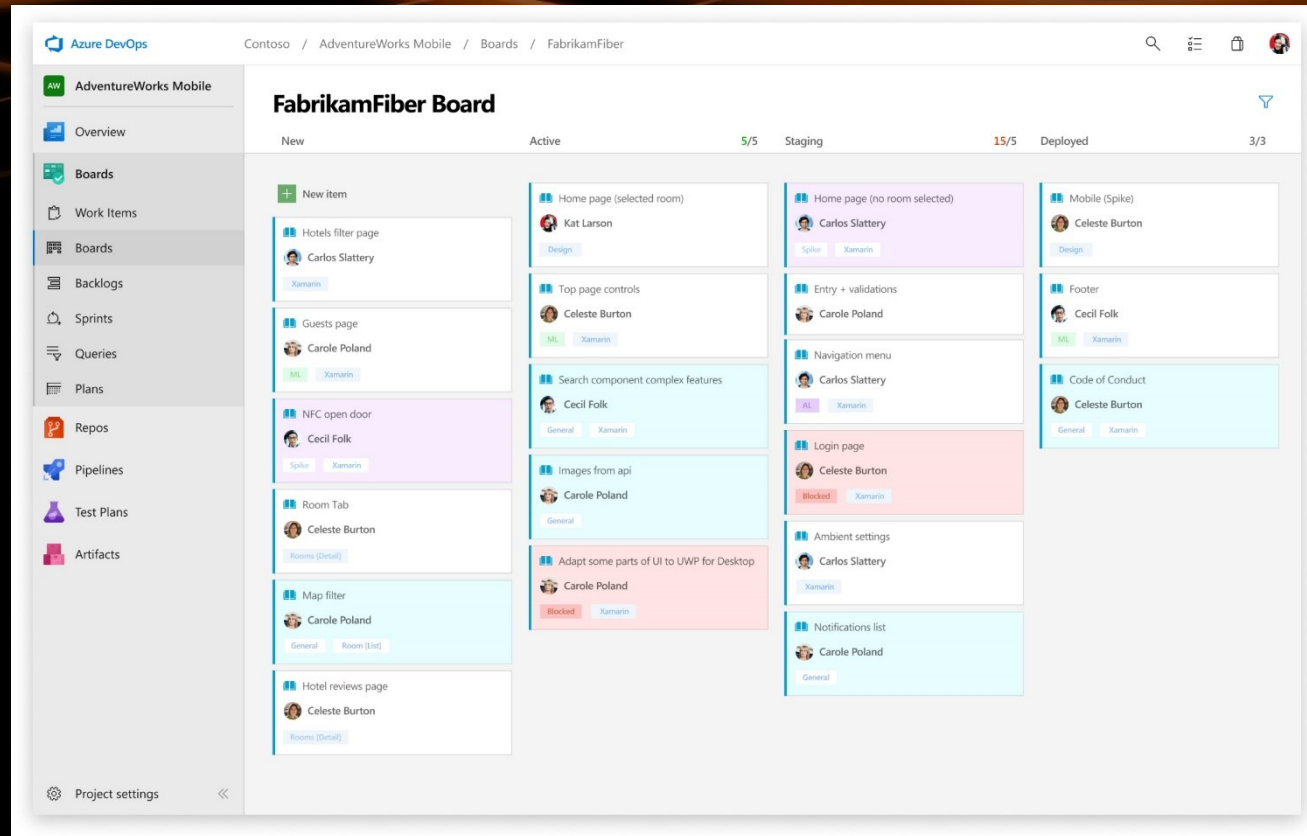 Azure DevOps
Contoso / AdventureWorks Mobile / Boards / FabrikamFiber
AW AdventureWorks Mobile
Overview
Boards
Work Items
Boards
Backlogs
Sprints
Queries
Plans
Repos
Pipelines
Test Plans
Artifacts
Project settings
FabrikamFiber Board
New
Active 5/5
Staging 15/5
Deployed 3/3
New item
Hotels filter page
Carlos Slattery
Xamarin
Guests page
Carole Poland
ML Xamarin
NFC open door
Cecil Folk
Spike Xamarin
Room Tab
Celeste Burton
Rooms [Detail]
Map filter
Carole Poland
General Room [List]
Hotel reviews page
Celeste Burton
Rooms [Detail]
Home page (selected room)
Kat Larson
Design
Top page controls
Celeste Burton
ML Xamarin
Search component complex features
Cecil Folk
General Xamarin
Images from api
Carole Poland
General
Adapt some parts of UI to UWP for Desktop
Carole Poland
Blocked Xamarin
Home page (no room selected)
Carlos Slattery
Spike Xamarin
Entry + validations
Carole Poland
Navigation menu
Carlos Slattery
AL Xamarin
Login page
Celeste Burton
Blocked Xamarin
Ambient settings
Carlos Slattery
Xamarin
Notifications list
Carole Poland
General
Mobile (Spike)
Celeste Burton
Design
Footer
Cecil Folk
ML Xamarin
Code of Conduct
Celeste Burton
General Xamarin